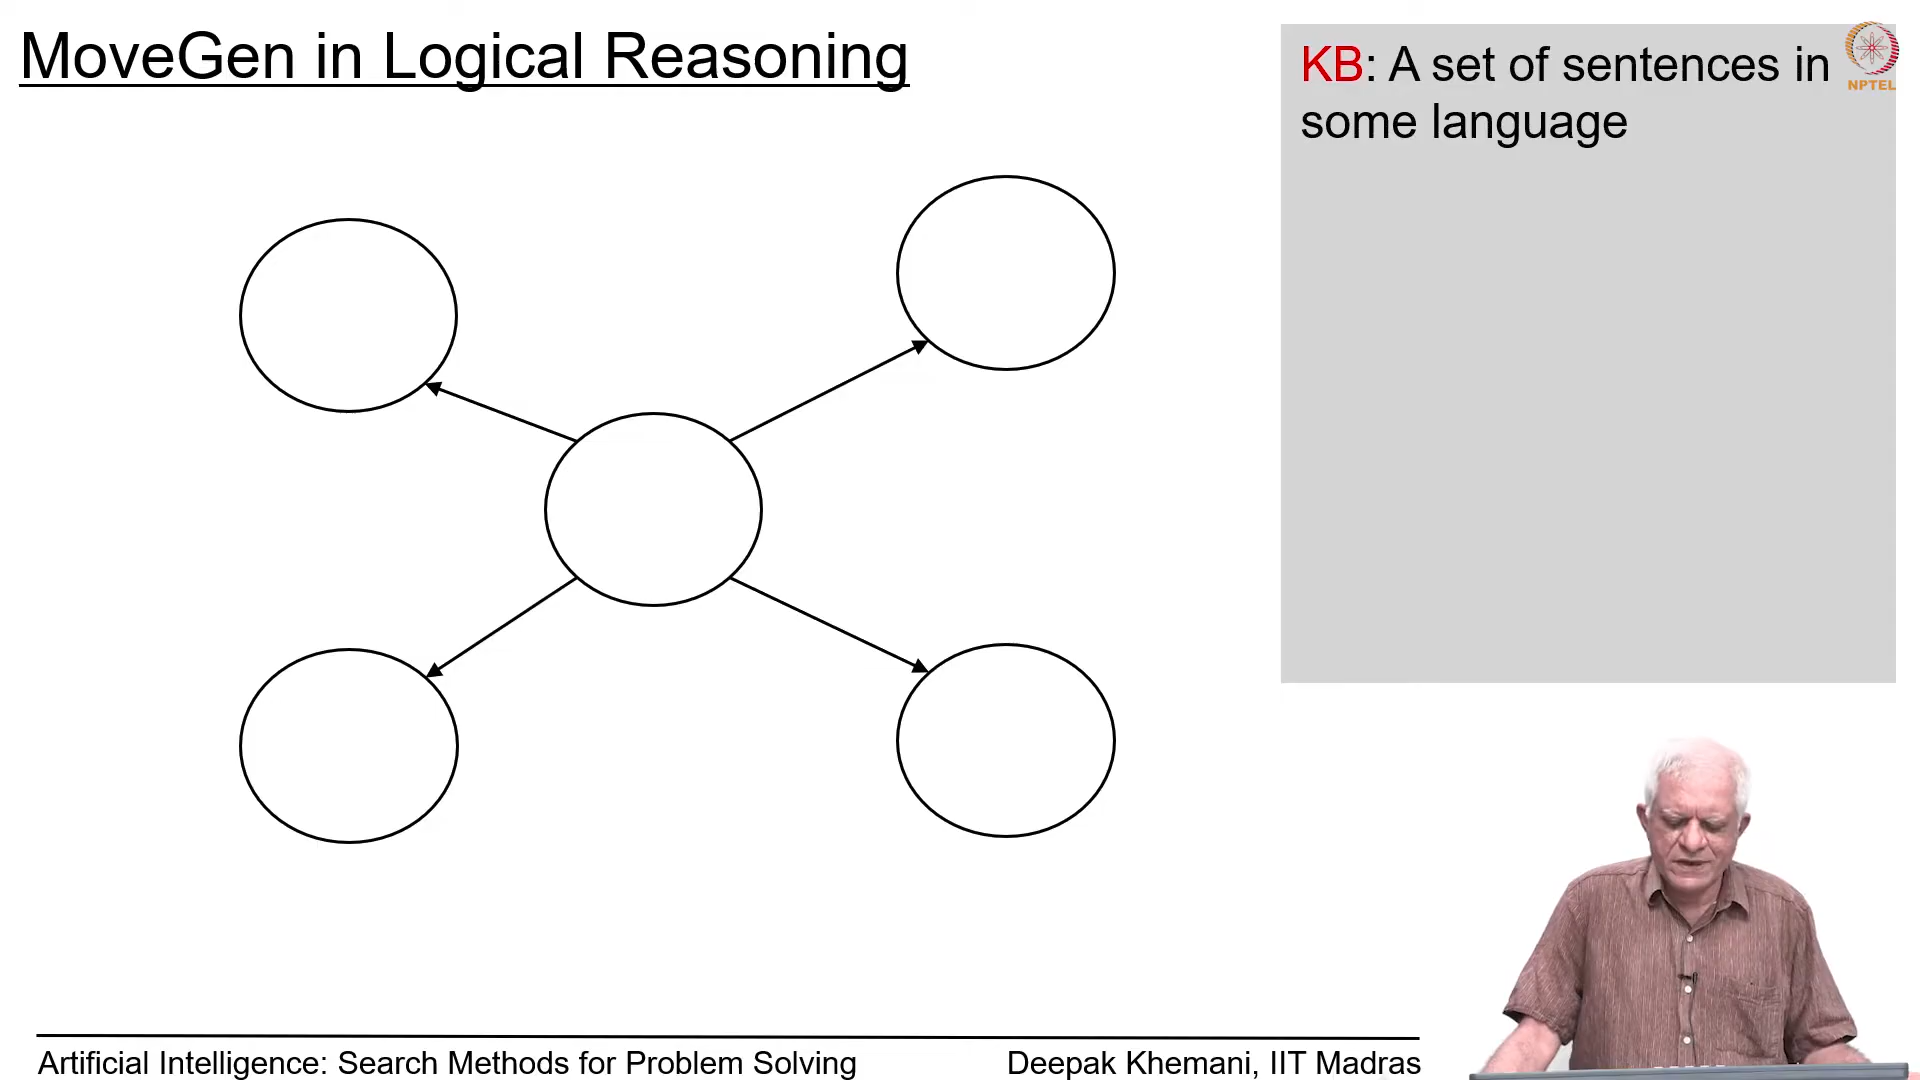 MoveGen in Logical Reasoning
KB: A set of sentences in
some language
NPTEL
Artificial Intelligence: Search Methods for Problem Solving
Deepak Khemani, IIT Madras